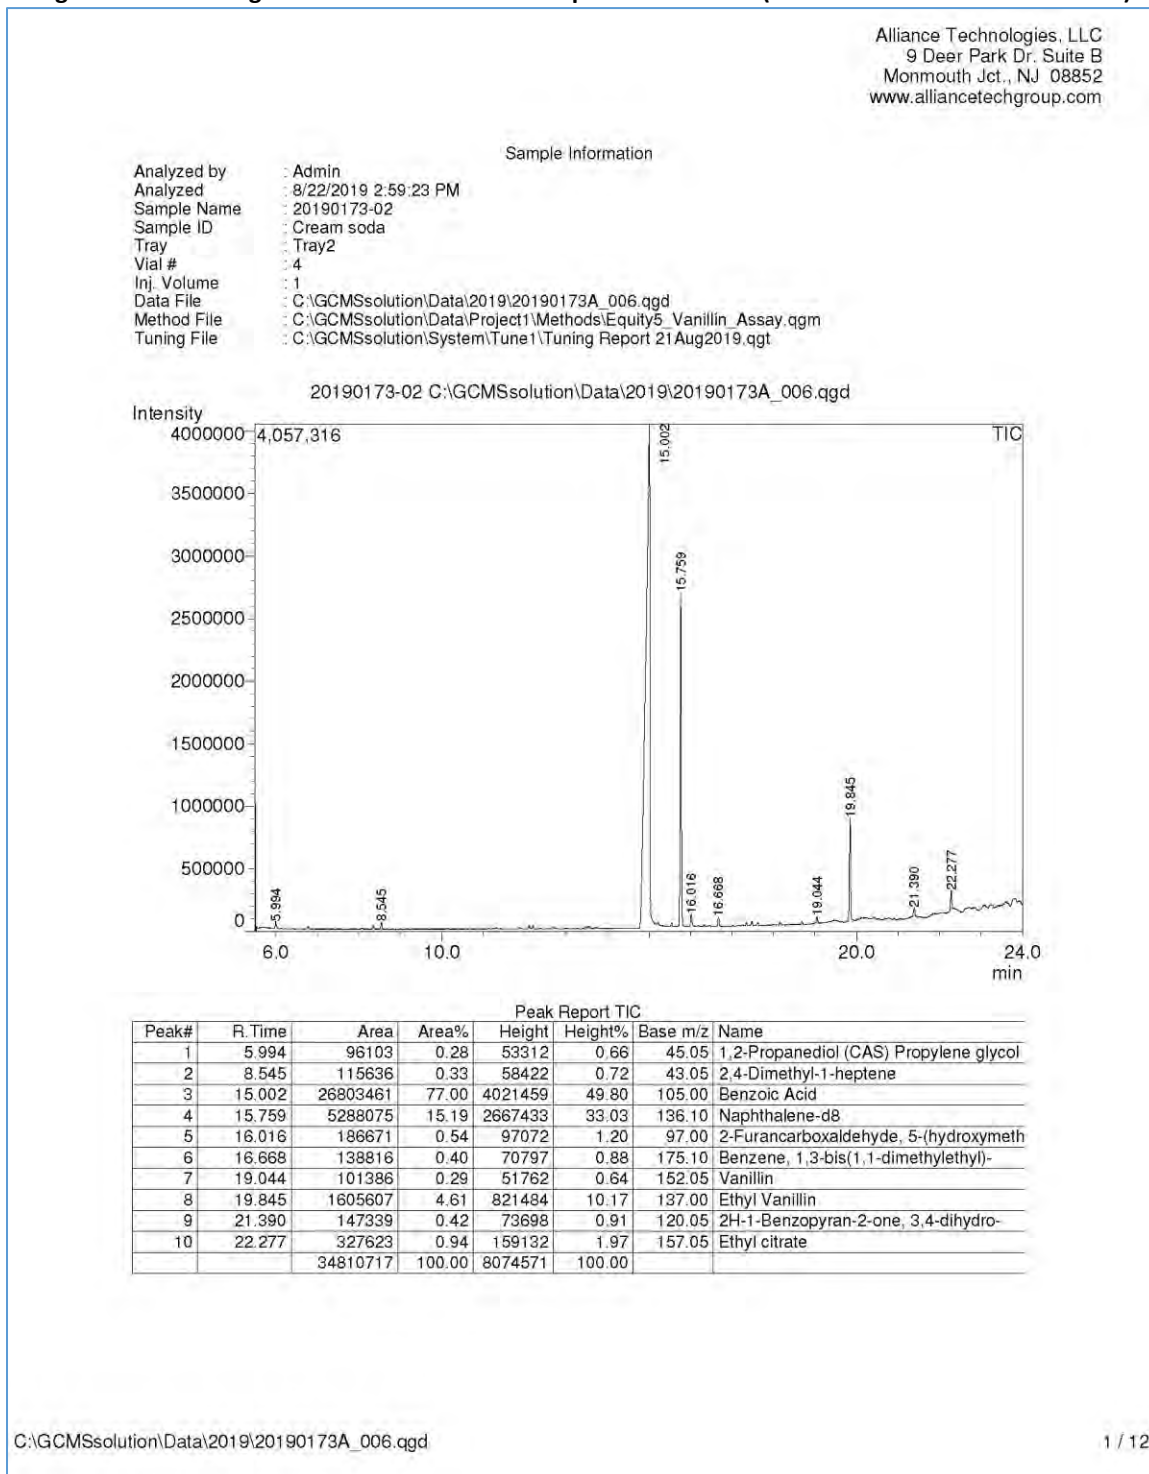 Alliance Technologies, LLC
9 Deer Park Dr. Suite B
Monmouth Jct., NJ 08852
www.alliancetechgroup.com
Sample Information
Analyzed by : Admin
Analyzed : 8/22/2019 2:59:23 PM
Sample Name : 20190173-02
Sample ID : Cream soda
Tray : Tray2
Vial # : 4
Inj. Volume : 1
Data File : C:\GCMSsolution\Data\2019\20190173A_006.qgd
Method File : C:\GCMSsolution\Data\Project1\Methods\Equity5_Vanillin_Assay.qgm
Tuning File : C:\GCMSsolution\System\Tune1\Tuning Report 21Aug2019.qgt
20190173-02 C:\GCMSsolution\Data\2019\20190173A_006.qgd
Intensity
4000000 4,057,316 TIC
15.002
3500000
3000000
15.759
2500000
2000000
1500000
1000000
19.845
500000
5.994 8.545 16.016 16.668 19.044 21.390 22.277
0
6.0 10.0 20.0 24.0
min
Peak Report TIC
Peak# R.Time Area Area% Height Height% Base m/z Name
1 5.994 96103 0.28 53312 0.66 45.05 1,2-Propanediol (CAS) Propylene glycol
2 8.545 115636 0.33 58422 0.72 43.05 2,4-Dimethyl-1-heptene
3 15.002 26803461 77.00 4021459 49.80 105.00 Benzoic Acid
4 15.759 5288075 15.19 2667433 33.03 136.10 Naphthalene-d8
5 16.016 186671 0.54 97072 1.20 97.00 2-Furancarboxaldehyde, 5-(hydroxymeth
6 16.668 138816 0.40 70797 0.88 175.10 Benzene, 1,3-bis(1,1-dimethylethyl)-
7 19.044 101386 0.29 51762 0.64 152.05 Vanillin
8 19.845 1605607 4.61 821484 10.17 137.00 Ethyl Vanillin
9 21.390 147339 0.42 73698 0.91 120.05 2H-1-Benzopyran-2-one, 3,4-dihydro-
10 22.277 327623 0.94 159132 1.97 157.05 Ethyl citrate
34810717 100.00 8074571 100.00
C:\GCMSsolution\Data\2019\20190173A_006.qgd 1 / 12